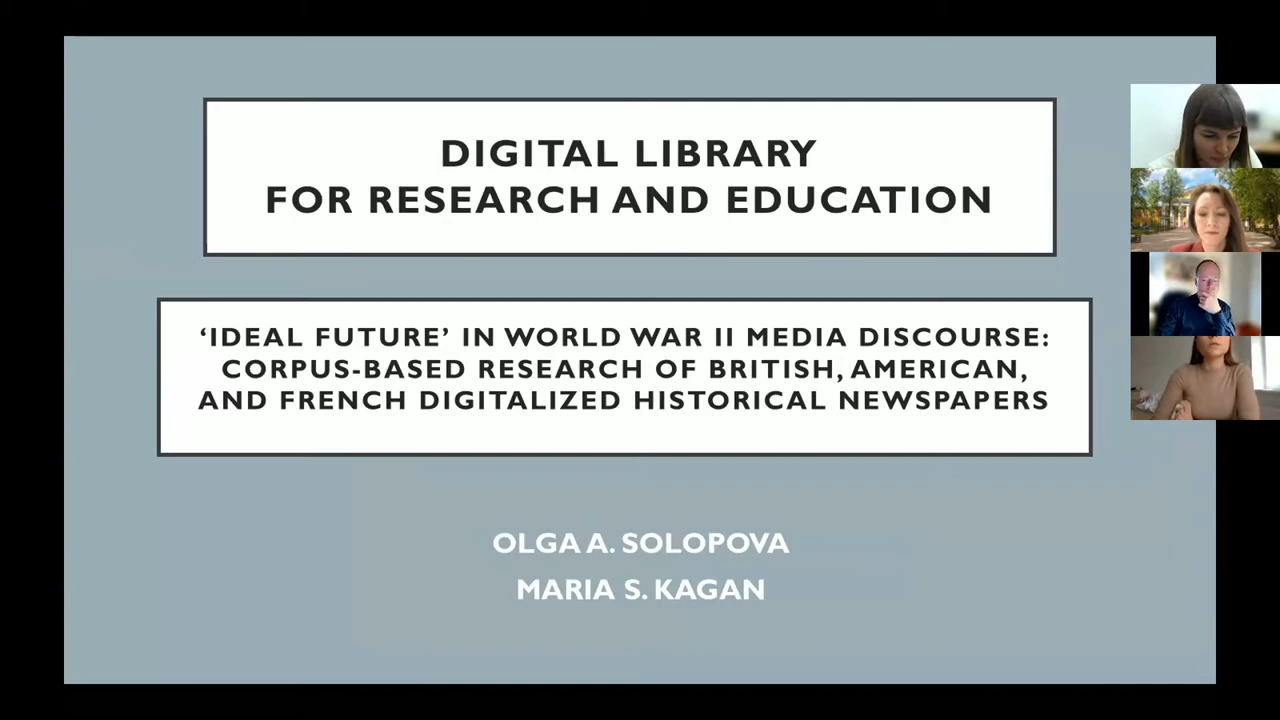 DIGITAL LIBRARY
FOR RESEARCH AND EDUCATION
‘IDEAL FUTURE’ IN WORLD WAR II MEDIA DISCOURSE:
CORPUS-BASED RESEARCH OF BRITISH, AMERICAN,
AND FRENCH DIGITALIZED HISTORICAL NEWSPAPERS
OLGA A. SOLOPOVA
MARIA S. KAGAN